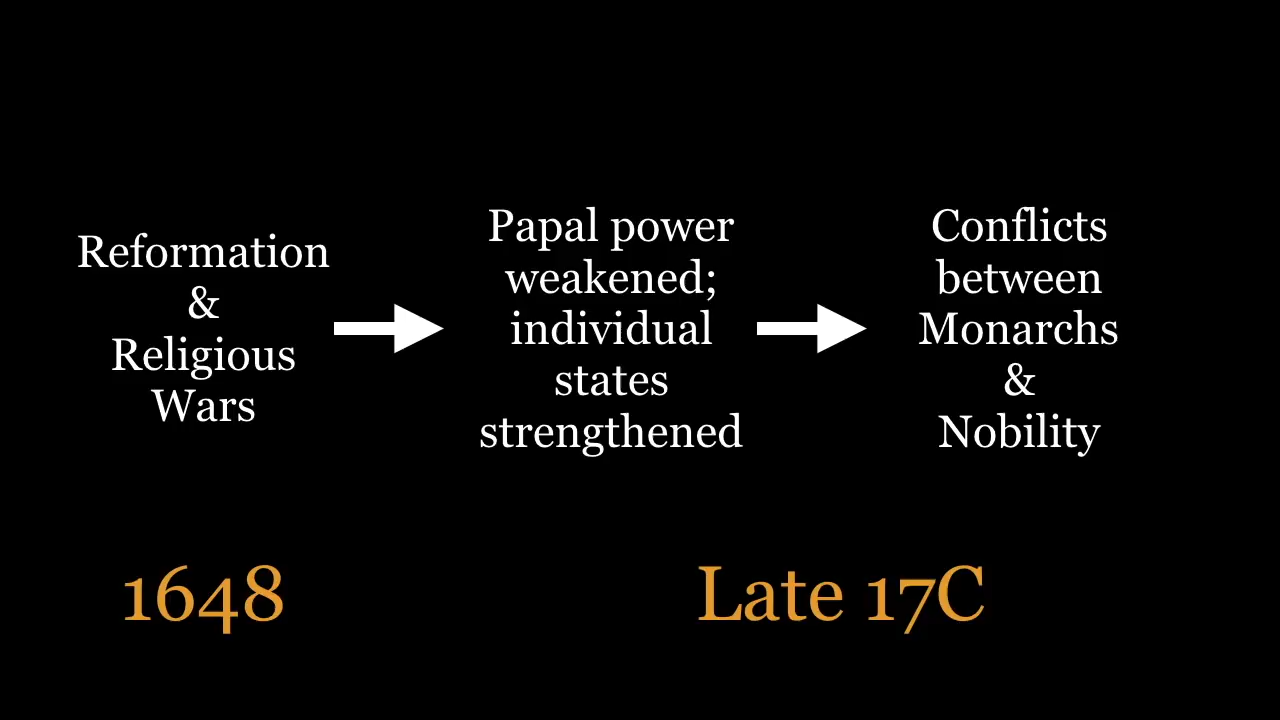 Reformation
&
Religious
Wars
Papal power
weakened;
individual
states
strengthened
Conflicts
between
Monarchs
&
Nobility
1648
Late 17C